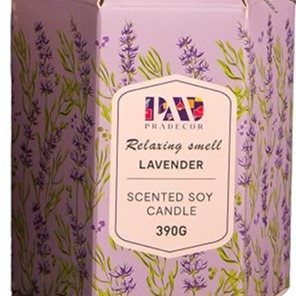 PAD
PRADECOR
Relaxing smell
LAVENDER
SCENTED SOY
CANDLE
390G